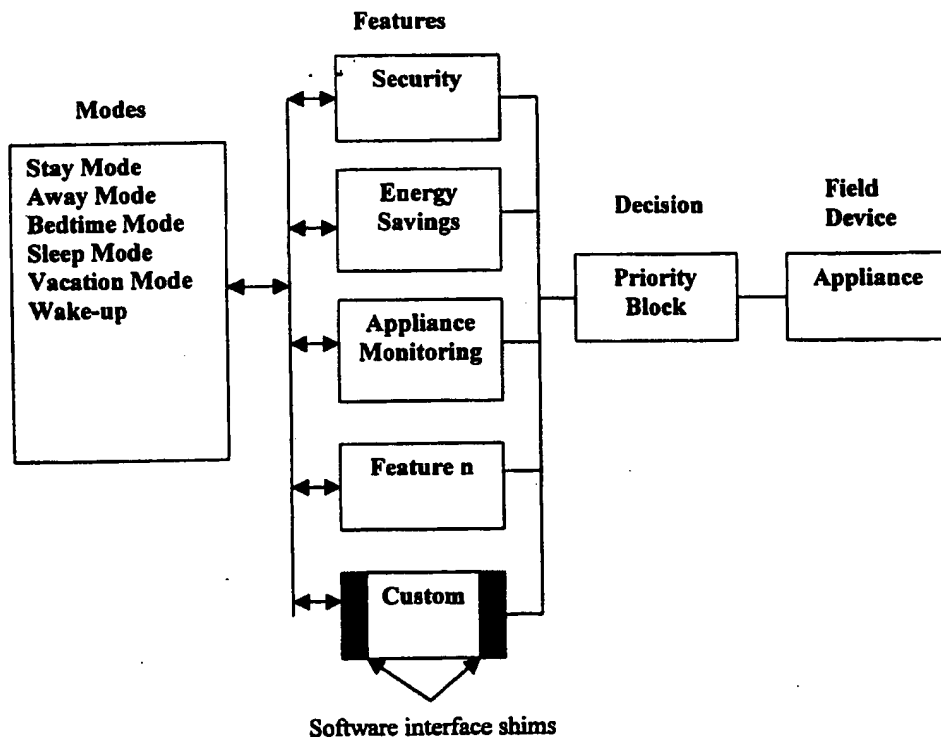 Features
Security
Modes
Stay Mode
Away Mode
Bedtime Mode
Sleep Mode
Vacation Mode
Wake-up
Energy
Savings
Decision
Field
Device
Priority
Block
Appliance
Appliance
Monitoring
Feature n
Custom
Software interface shims